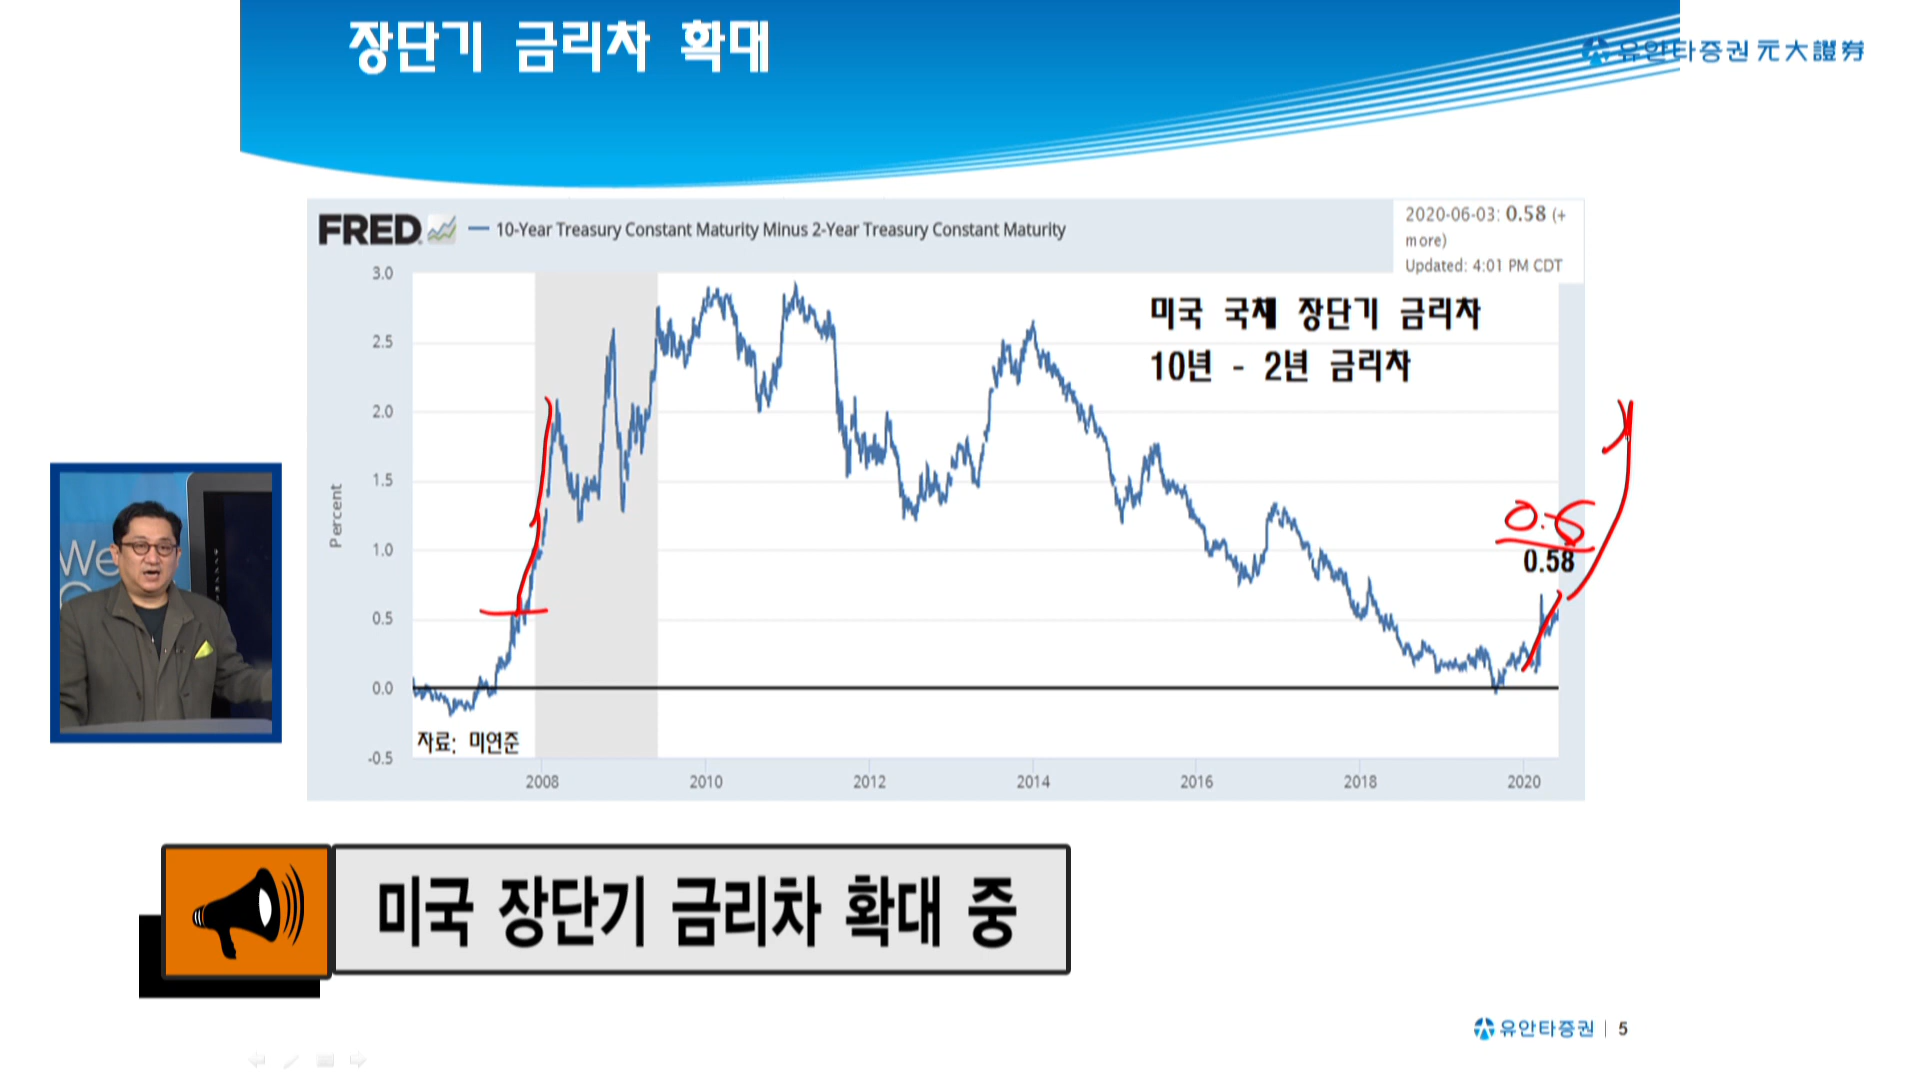 장단기 금리차 확대
유안타증권 元大證券
FRED 10-Year Treasury Constant Maturity Minus 2-Year Treasury Constant Maturity
2020-06-03: 0.58 (+
more)
Updated: 4:01 PM CDT
미국 국채 장단기 금리차
10년 - 2년 금리차
Percent
3.0
2.5
2.0
1.5
1.0
0.5
0.0
-0.5
0.58
We
자료: 미연준
2008
2010
2012
2014
2016
2018
2020
미국 장단기 금리차 확대 중
유안타증권 | 5